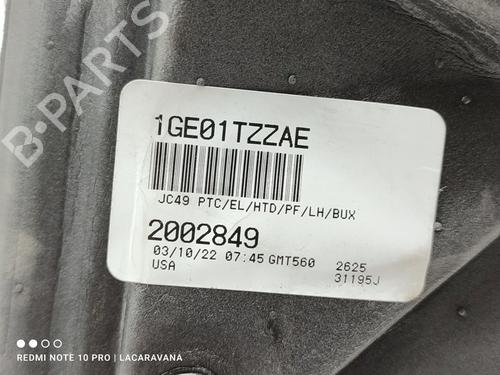 B-PARTS
1GE01TZZAE
JC49 PTC/EL/HTD/PF/LH/BUX
2002849
03/10/22 07:45 GMT560 2625
USA 31195J
REDMI NOTE 10 PRO | LACARAVANA